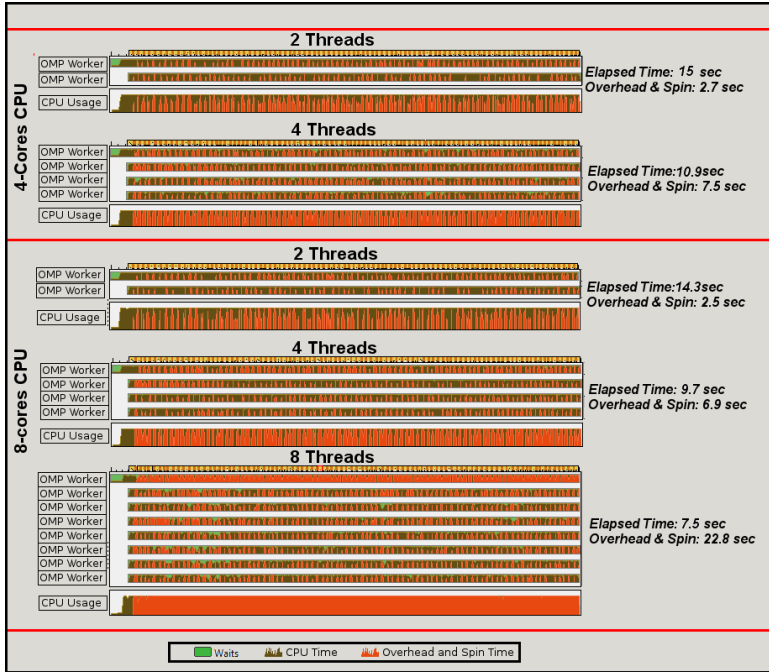 4-Cores CPU
2 Threads
OMP Worker
OMP Worker
CPU Usage
Elapsed Time: 15 sec
Overhead & Spin: 2.7 sec
4 Threads
OMP Worker
OMP Worker
OMP Worker
OMP Worker
CPU Usage
Elapsed Time:10.9sec
Overhead & Spin: 7.5 sec
8-cores CPU
2 Threads
OMP Worker
OMP Worker
CPU Usage
Elapsed Time:14.3sec
Overhead & Spin: 2.5 sec
4 Threads
OMP Worker
OMP Worker
OMP Worker
OMP Worker
CPU Usage
Elapsed Time: 9.7 sec
Overhead & Spin: 6.9 sec
8 Threads
OMP Worker
OMP Worker
OMP Worker
OMP Worker
OMP Worker
OMP Worker
OMP Worker
OMP Worker
CPU Usage
Elapsed Time: 7.5 sec
Overhead & Spin: 22.8 sec
Waits CPU Time Overhead and Spin Time